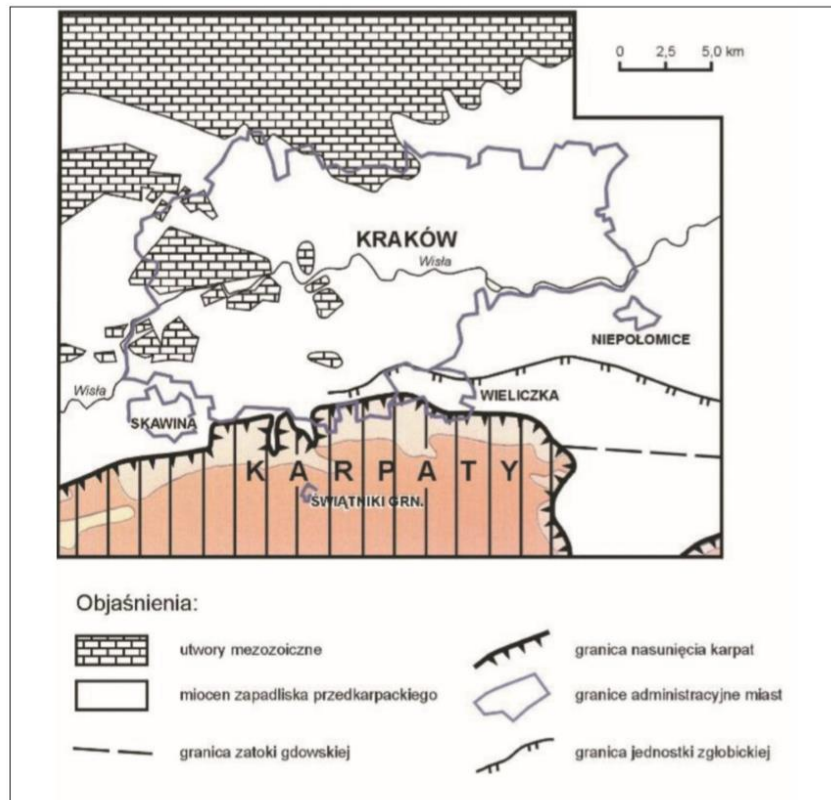 0 2,5 5,0 km
KRAKÓW
Wisła
NIEPOŁOMICE
WIELICZKA
Wisła
SKAWINA
KARPATY
ŚWIĄTNIKI GRN.
Objaśnienia:
utwory mezozoiczne
miocen zapadliska przedkarpackiego
granica zatoki gdowskiej
granica nasunięcia karpat
granice administracyjne miast
granica jednostki zgłobickiej